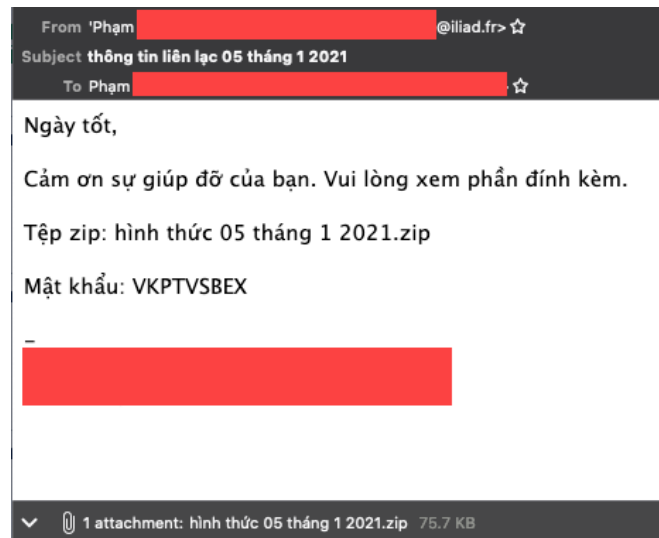 From 'Phạm @iliad.fr>
Subject thông tin liên lạc 05 tháng 1 2021
To Phạm
Ngày tốt,
Cảm ơn sự giúp đỡ của bạn. Vui lòng xem phần đính kèm.
Tệp zip: hình thức 05 tháng 1 2021.zip
Mật khẩu: VKPTVSBEX
–
1 attachment: hình thức 05 tháng 1 2021.zip 75.7 KB